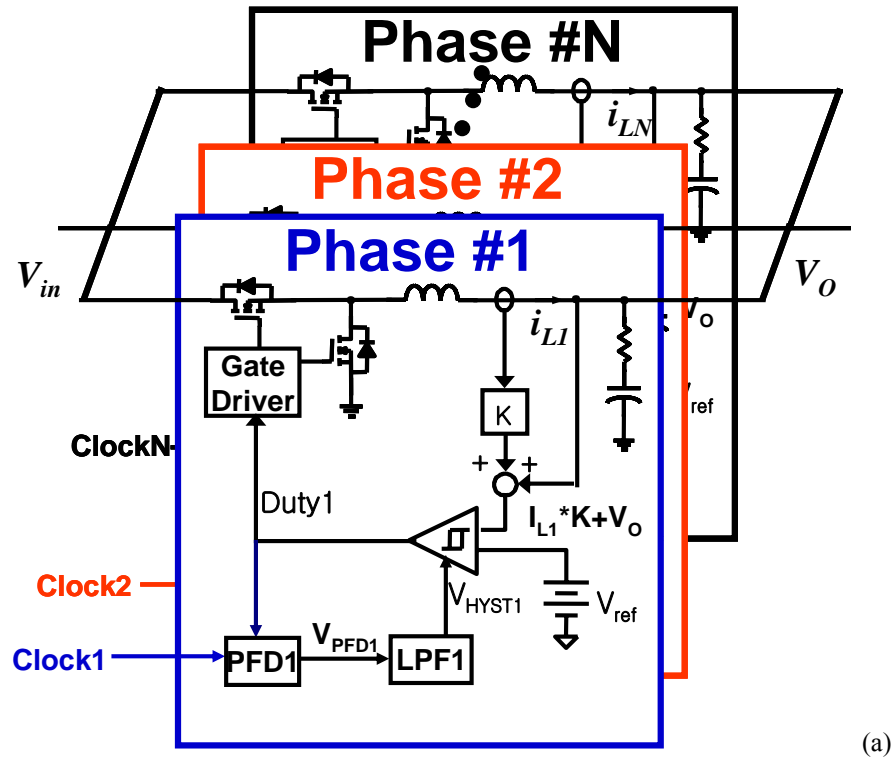 Phase #N
i_LN
Phase #2
Phase #1
V_in
V_O
i_L1
Gate
Driver
K
V_O
V_ref
ClockN
+ +
Duty1
I_L1*K+V_O
Clock2
V_HYST1
V_ref
Clock1
PFD1
V_PFD1
LPF1
(a)